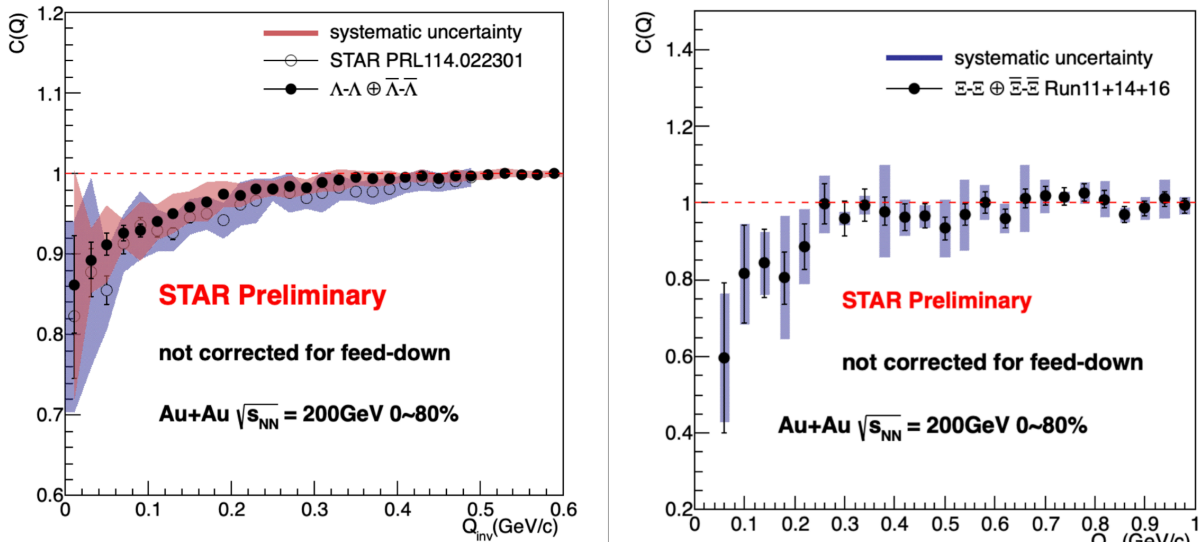 C(Q)
1.2
1.1
1
0.9
0.8
0.7
0.6
systematic uncertainty
STAR PRL114.022301
Λ-Λ ⊕ Λ̅-Λ̅
STAR Preliminary
not corrected for feed-down
Au+Au √sNN = 200GeV 0~80%
0 0.1 0.2 0.3 0.4 0.5 0.6
Qinv(GeV/c)
C(Q)
1.4
1.2
1
0.8
0.6
0.4
0.2
systematic uncertainty
Ξ-Ξ ⊕ Ξ̅-Ξ̅ Run11+14+16
STAR Preliminary
not corrected for feed-down
Au+Au √sNN = 200GeV 0~80%
0 0.1 0.2 0.3 0.4 0.5 0.6 0.7 0.8 0.9 1
(GeV/c)